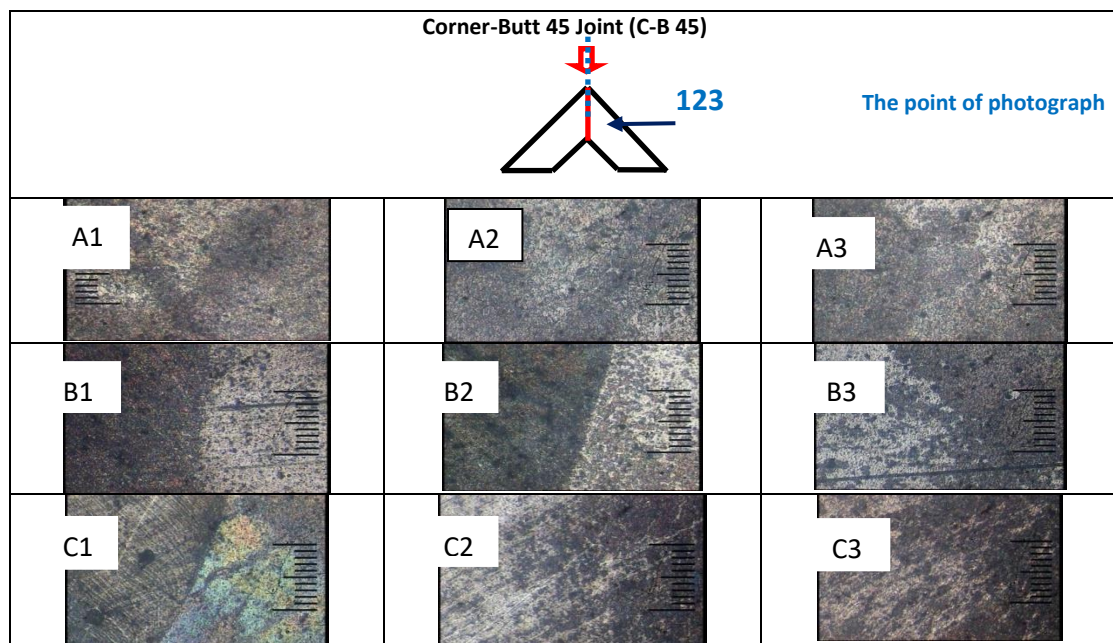 Corner-Butt 45 Joint (C-B 45)
123
The point of photograph
A1
A2
A3
B1
B2
B3
C1
C2
C3